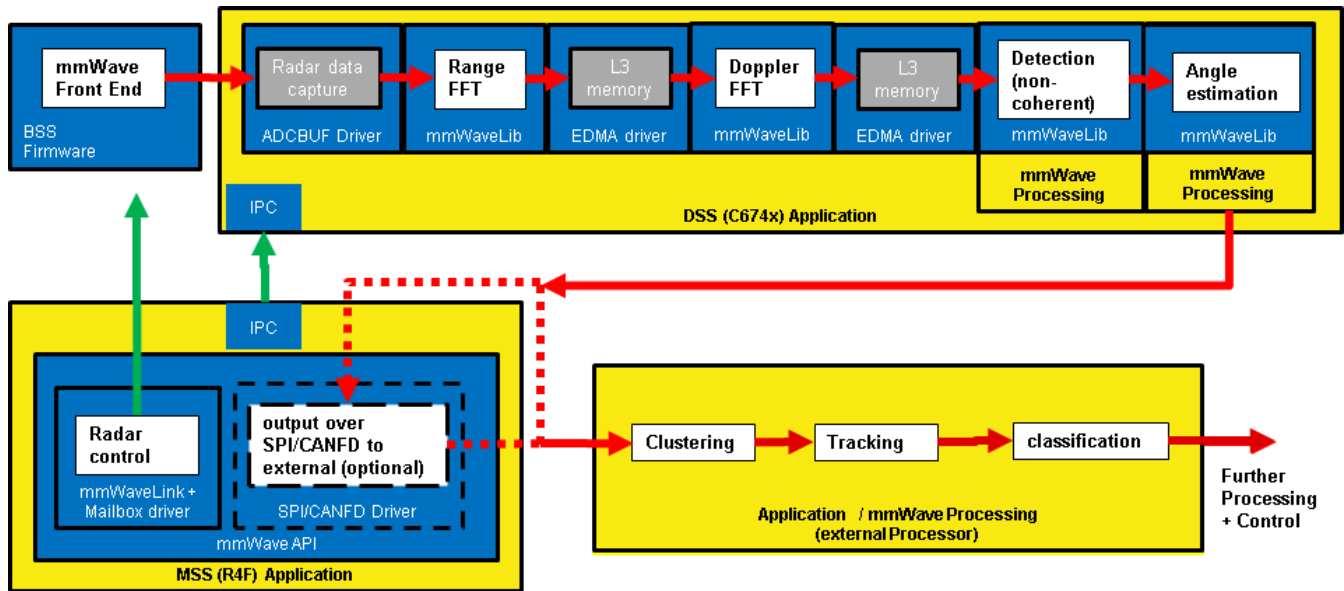 mmWave
Front End
BSS
Firmware
Radar data
capture
ADCBUF Driver
Range
FFT
mmWaveLib
L3
memory
EDMA driver
Doppler
FFT
mmWaveLib
L3
memory
EDMA driver
Detection
(non-
coherent)
mmWaveLib
mmWave
Processing
Angle
estimation
mmWaveLib
mmWave
Processing
IPC
DSS (C674x) Application
IPC
Radar
control
mmWaveLink +
Mailbox driver
output over
SPI/CANFD to
external (optional)
SPI/CANFD Driver
mmWave API
MSS (R4F) Application
Clustering
Tracking
classification
Application / mmWave Processing
(external Processor)
Further
Processing
+ Control